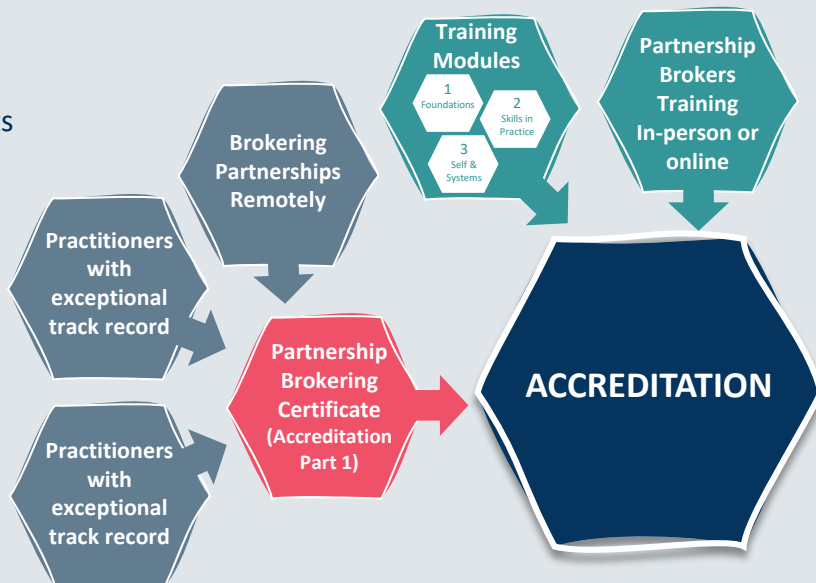 Training
Modules
1
Foundations
2
Skills in
Practice
3
Self &
Systems
Partnership
Brokers
Training
In-person or
online
Brokering
Partnerships
Remotely
Practitioners
with
exceptional
track record
Partnership
Brokering
Certificate
(Accreditation
Part 1)
ACCREDITATION
Practitioners
with
exceptional
track record